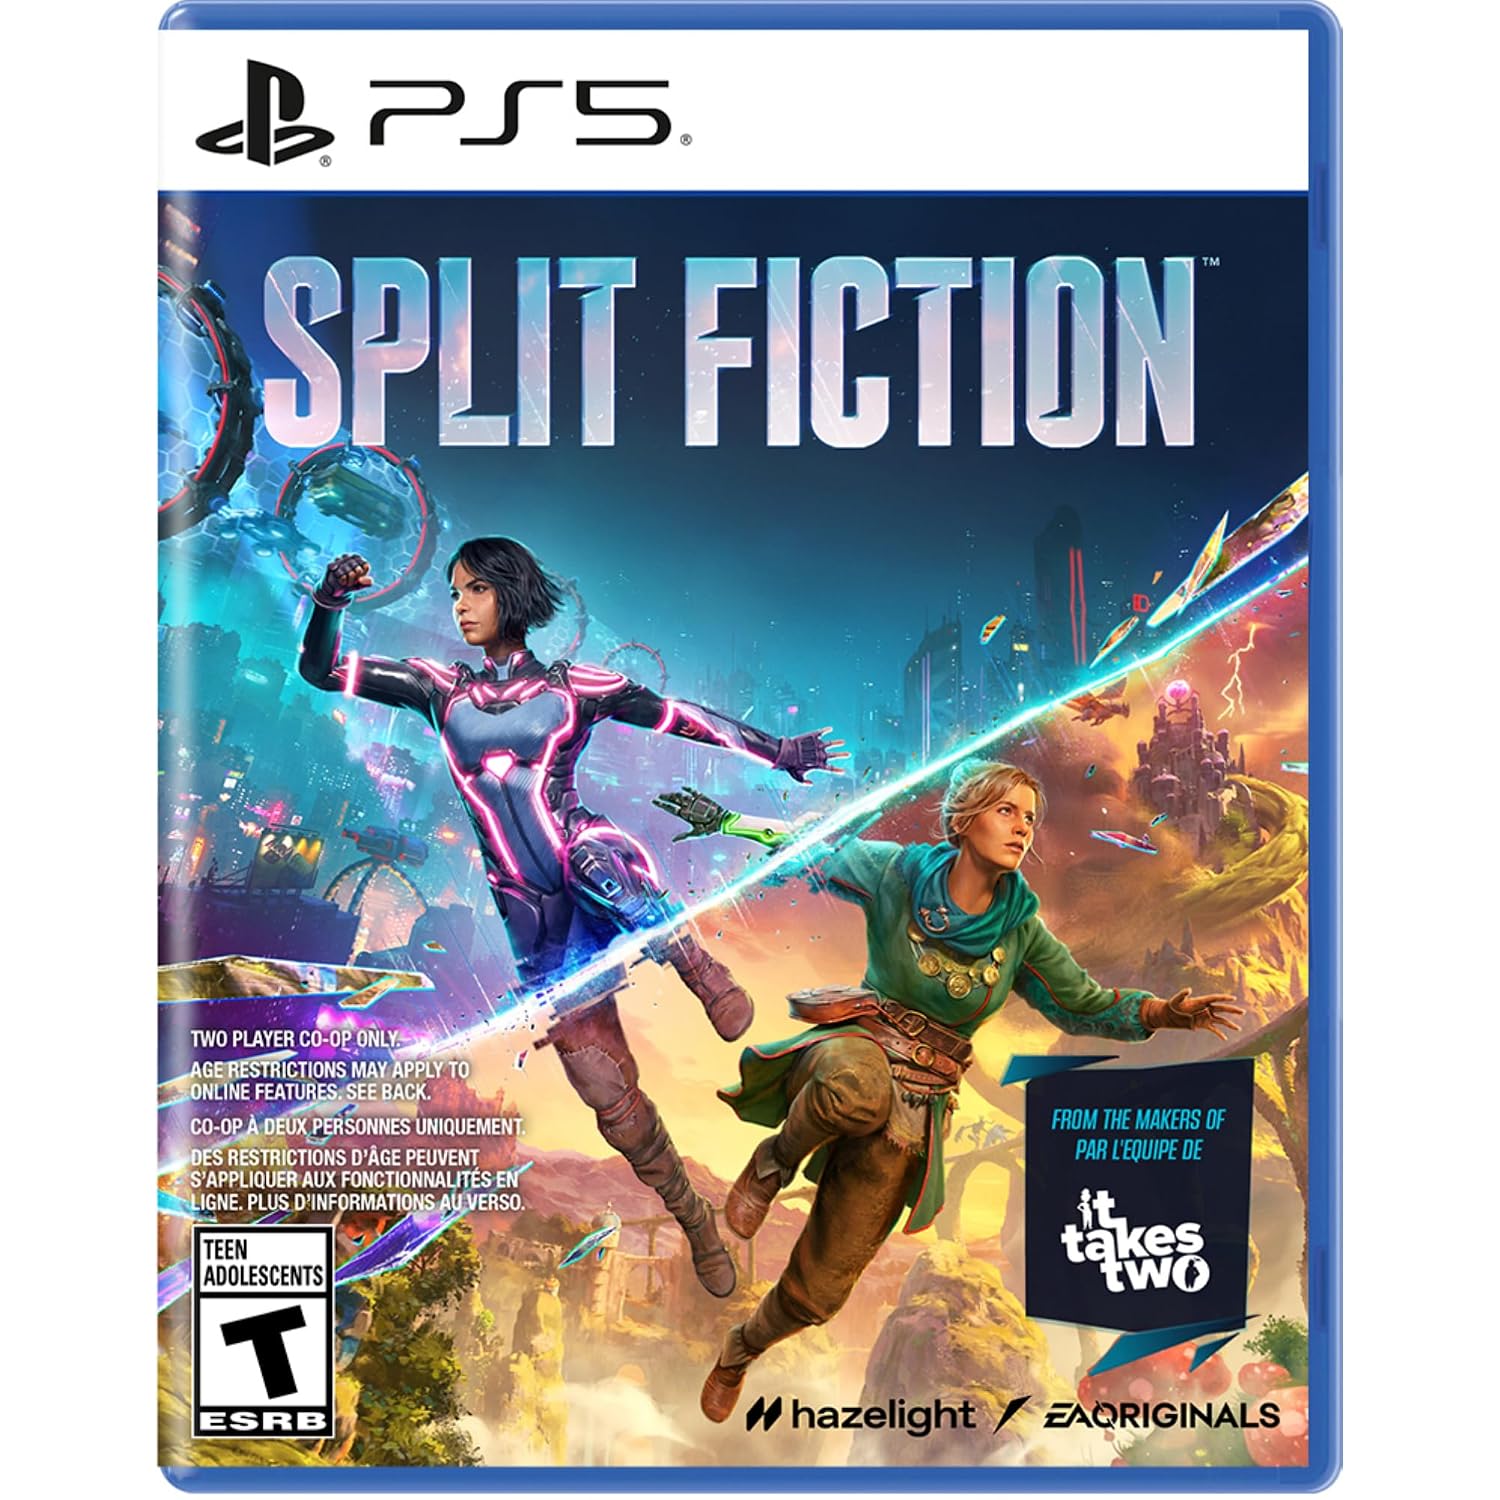 PS5
SPLIT FICTION™
TWO PLAYER CO-OP ONLY.
AGE RESTRICTIONS MAY APPLY TO
ONLINE FEATURES. SEE BACK.
CO-OP À DEUX PERSONNES UNIQUEMENT.
DES RESTRICTIONS D'ÂGE PEUVENT
S'APPLIQUER AUX FONCTIONNALITÉS EN
LIGNE. PLUS D'INFORMATIONS AU VERSO.
TEEN
ADOLESCENTS
T
ESRB
FROM THE MAKERS OF
PAR L'EQUIPE DE
it
takes
two
hazelight
EA ORIGINALS